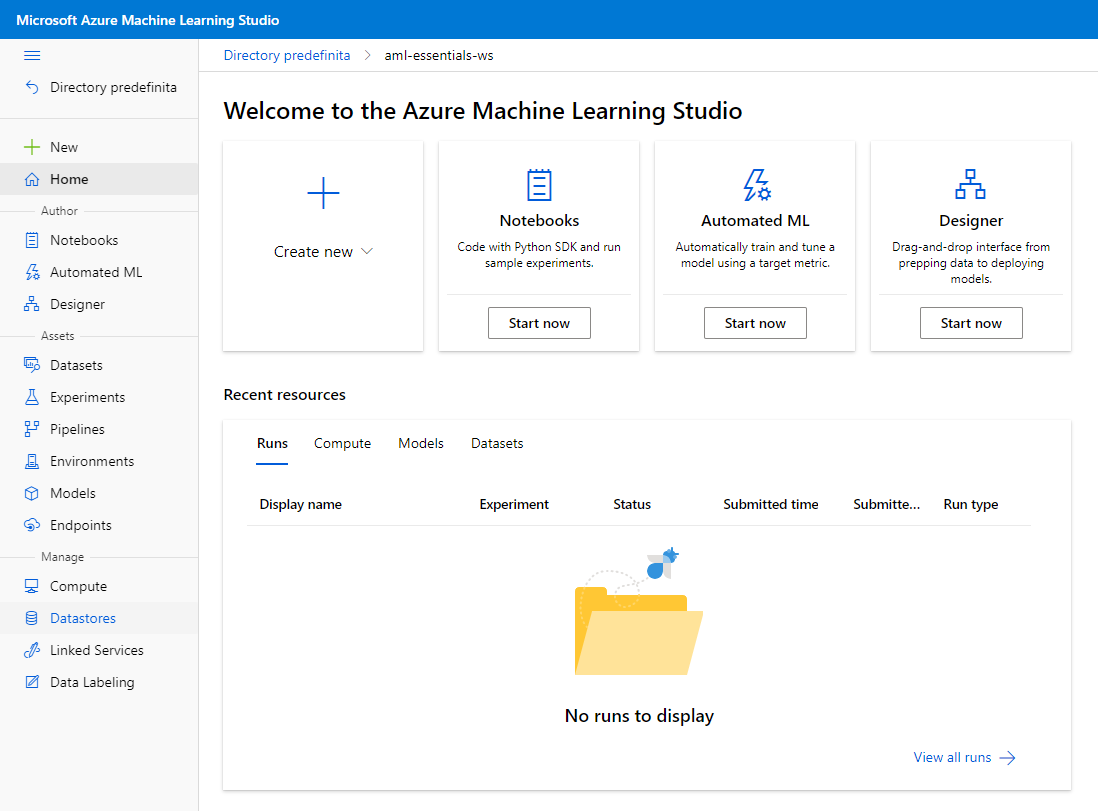 Microsoft Azure Machine Learning Studio
Directory predefinita
New
Home
Author
Notebooks
Automated ML
Designer
Assets
Datasets
Experiments
Pipelines
Environments
Models
Endpoints
Manage
Compute
Datastores
Linked Services
Data Labeling
Directory predefinita > aml-essentials-ws
Welcome to the Azure Machine Learning Studio
Create new
Notebooks
Code with Python SDK and run
sample experiments.
Start now
Automated ML
Automatically train and tune a
model using a target metric.
Start now
Designer
Drag-and-drop interface from
prepping data to deploying
models.
Start now
Recent resources
Runs Compute Models Datasets
Display name Experiment Status Submitted time Submitte... Run type
No runs to display
View all runs